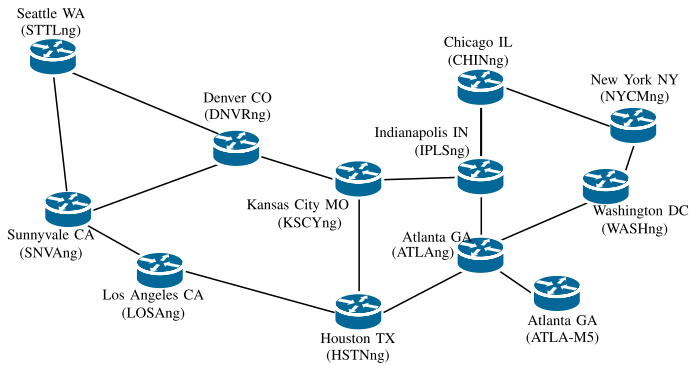 Seattle WA
(STTLng)
Chicago IL
(CHINng)
New York NY
(NYCMng)
Denver CO
(DNVRng)
Indianapolis IN
(IPLSng)
Kansas City MO
(KSCYng)
Washington DC
(WASHng)
Sunnyvale CA
(SNVAng)
Atlanta GA
(ATLAng)
Los Angeles CA
(LOSAng)
Houston TX
(HSTNng)
Atlanta GA
(ATLA-M5)